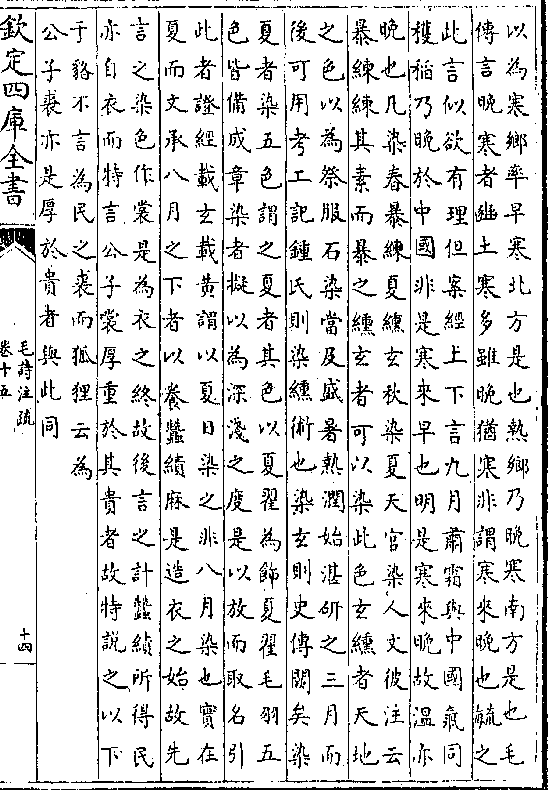 以為寒鄉率早寒北方是也熱鄉乃晚寒南方是也毛
傳言晚寒者豳土寒多雖晚猶寒非謂寒來晚也毓之
此言似欲有理但案經上下言九月肅霜與中國氣同
穫稻乃晚於中國非是寒來早也明是寒來晚故溫亦
晚也凡染春暴練夏纁玄秋染夏天官染人文彼注云
暴練練其素而暴之纁玄者可以染此色玄纁者天地
之色以為祭服石染當及盛暑熱潤始湛研之三月而
後可用考工記鍾氏則染纁術也染玄則史傳闕矣染
夏者染五色謂之夏者其色以夏翟為飾夏翟毛羽五
色皆備成章染者擬以為深淺之度是以放而取名引
此者證經載玄載黃謂以夏日染之非八月染也實在
夏而文承八月之下者以養蠶績麻是造衣之始故先
言之染色作裳是為衣之終故後言之計蠶績所得民
亦自衣而特言公子裳厚重於其貴者故特說之以下
于貉不言為民之裘而狐狸云為
公子裘亦是厚於貴者與此同
欽定四庫全書
毛詩注疏
卷十五
十四